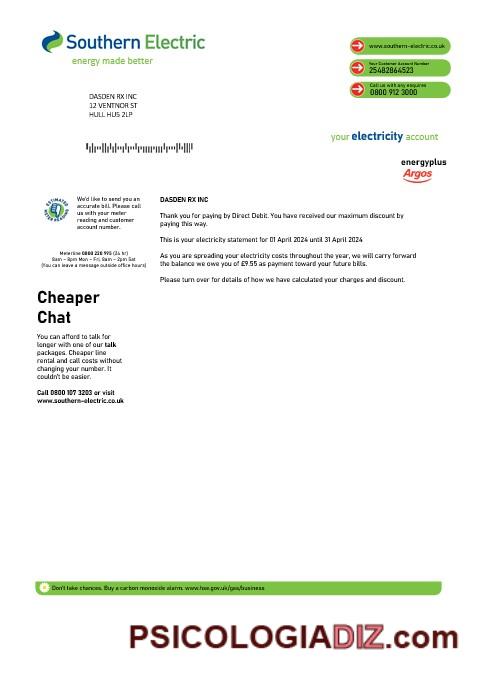 Southern Electric
energy made better
www.southern-electric.co.uk
Your Customer Account Number
25482864523
Call us with any enquires
0800 912 3000
DASDEN RX INC
12 VENTNOR ST
HULL HU5 2LP
your electricity account
energyplus
Argos
ESTIMATED
METER READING
We'd like to send you an
accurate bill. Please call
us with your meter
reading and customer
account number.
Meterline 0800 220 995 (24 hr)
8am – 8pm Mon – Fri, 8am – 2pm Sat
(You can leave a message outside office hours)
Cheaper
Chat
You can afford to talk for
longer with one of our talk
packages. Cheaper line
rental and call costs without
changing your number. It
couldn't be easier.
Call 0800 107 3203 or visit
www.southern-electric.co.uk
DASDEN RX INC
Thank you for paying by Direct Debit. You have received our maximum discount by
paying this way.
This is your electricity statement for 01 April 2024 until 31 April 2024
As you are spreading your electricity costs throughout the year, we will carry forward
the balance we owe you of £9.55 as payment toward your future bills.
Please turn over for details of how we have calculated your charges and discount.
Don't take chances. Buy a carbon monoxide alarm. www.hse.gov.uk/gas/business
PSICOLOGIADIZ.com